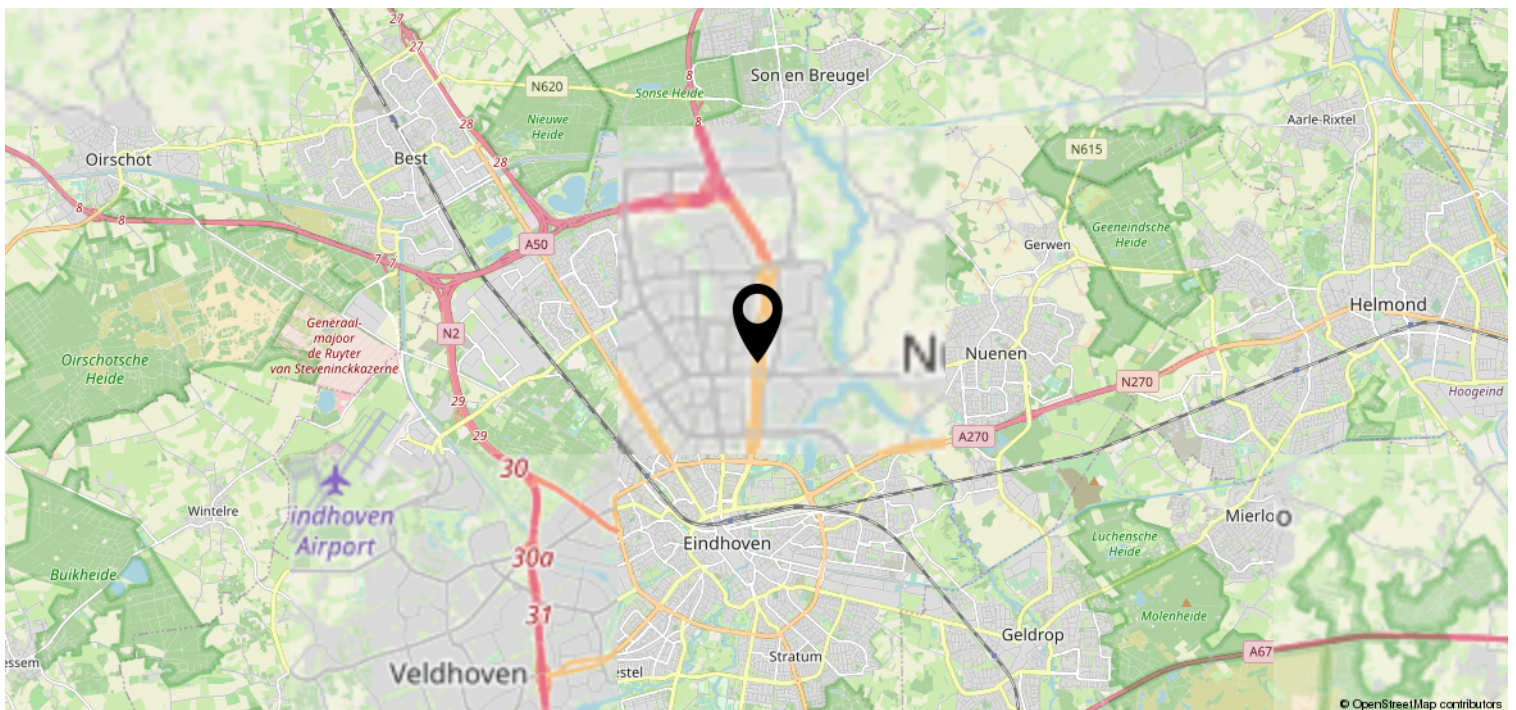 27
27
Son en Breugel
8
N620
Sonse Heide
Nieuwe
Heide
28
8
Aarle-Rixtel
Oirschot
Best
28
N615
8
8
A50
Geeneindsche
Heide
Gerwen
7
7
Helmond
Generaal-
majoor
de Ruyter
van Steveninckkazerne
N2
Oirschotsche
Heide
Nuenen
N270
Hoogeind
29
29
A270
30
Wintelre
indhoven
Airport
Mierlo
Eindhoven
Luchensche
Heide
30a
Buikheide
31
Molenheide
Geldrop
A67
essem
Stratum
Veldhoven
stel
© OpenStreetMap contributors